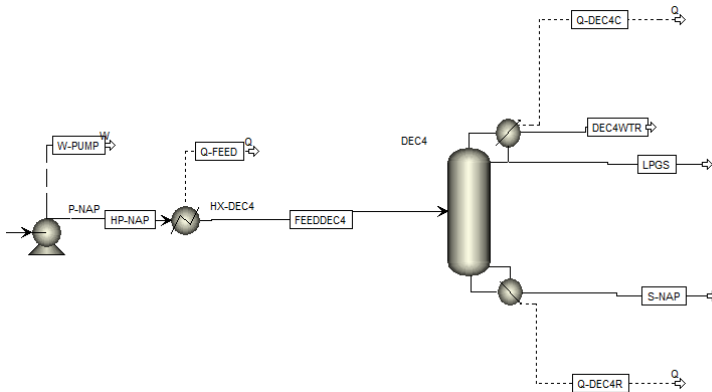 Q-DEC4C
Q
DEC4WTR
DEC4
W
W-PUMP
Q
Q-FEED
LPGS
P-NAP
HP-NAP
HX-DEC4
FEEDDEC4
S-NAP
Q-DEC4R
Q